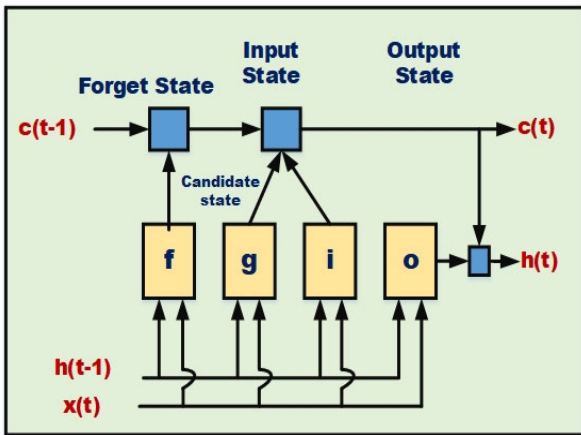 Input
State
Output
State
Forget State
c(t-1)
c(t)
Candidate
state
f
g
i
o
h(t)
h(t-1)
x(t)